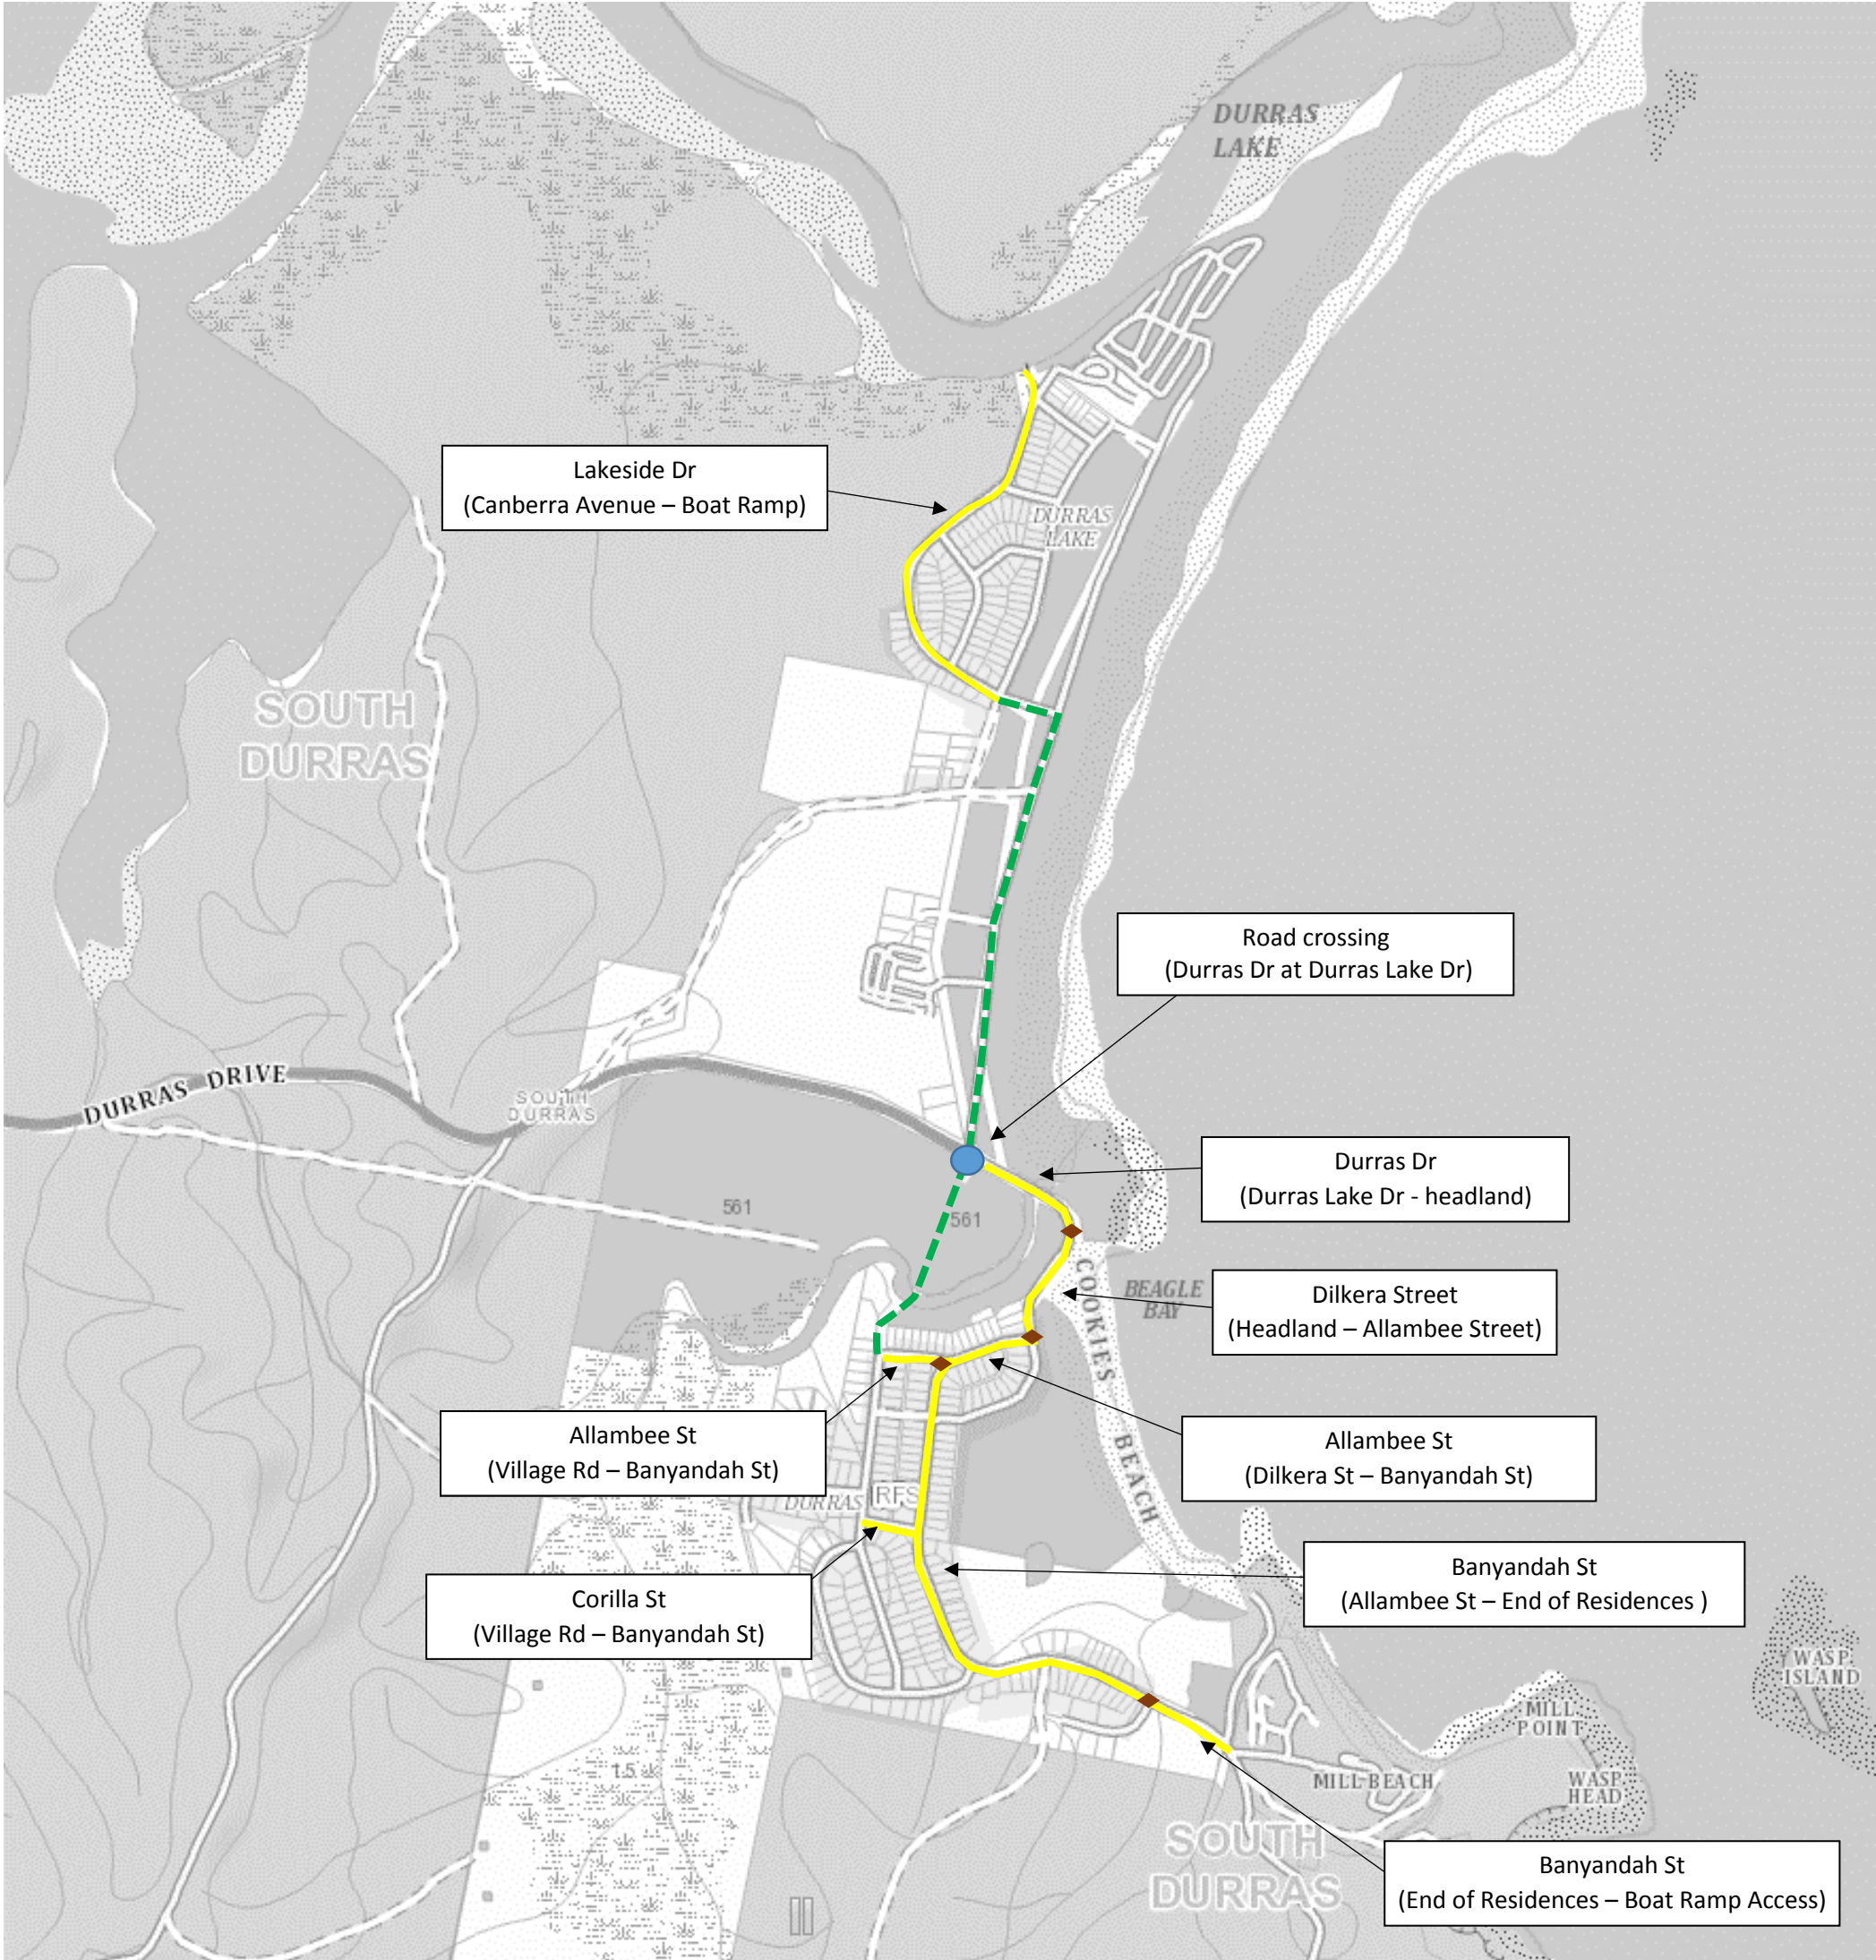 DURRAS
LAKE
Lakeside Dr
(Canberra Avenue – Boat Ramp)
DURRAS
LAKE
SOUTH
DURRAS
Road crossing
(Durras Dr at Durras Lake Dr)
DURRAS DRIVE
SOUTH
DURRAS
Durras Dr
(Durras Lake Dr - headland)
561
561
COOKIES BEACH
BEAGLE
BAY
Dilkera Street
(Headland – Allambee Street)
Allambee St
(Village Rd – Banyandah St)
Allambee St
(Dilkera St – Banyandah St)
DURRAS
RFS
Corilla St
(Village Rd – Banyandah St)
Banyandah St
(Allambee St – End of Residences )
WASP
ISLAND
MILL
POINT
15
MILL BEACH
WASP
HEAD
SOUTH
DURRAS
Banyandah St
(End of Residences – Boat Ramp Access)